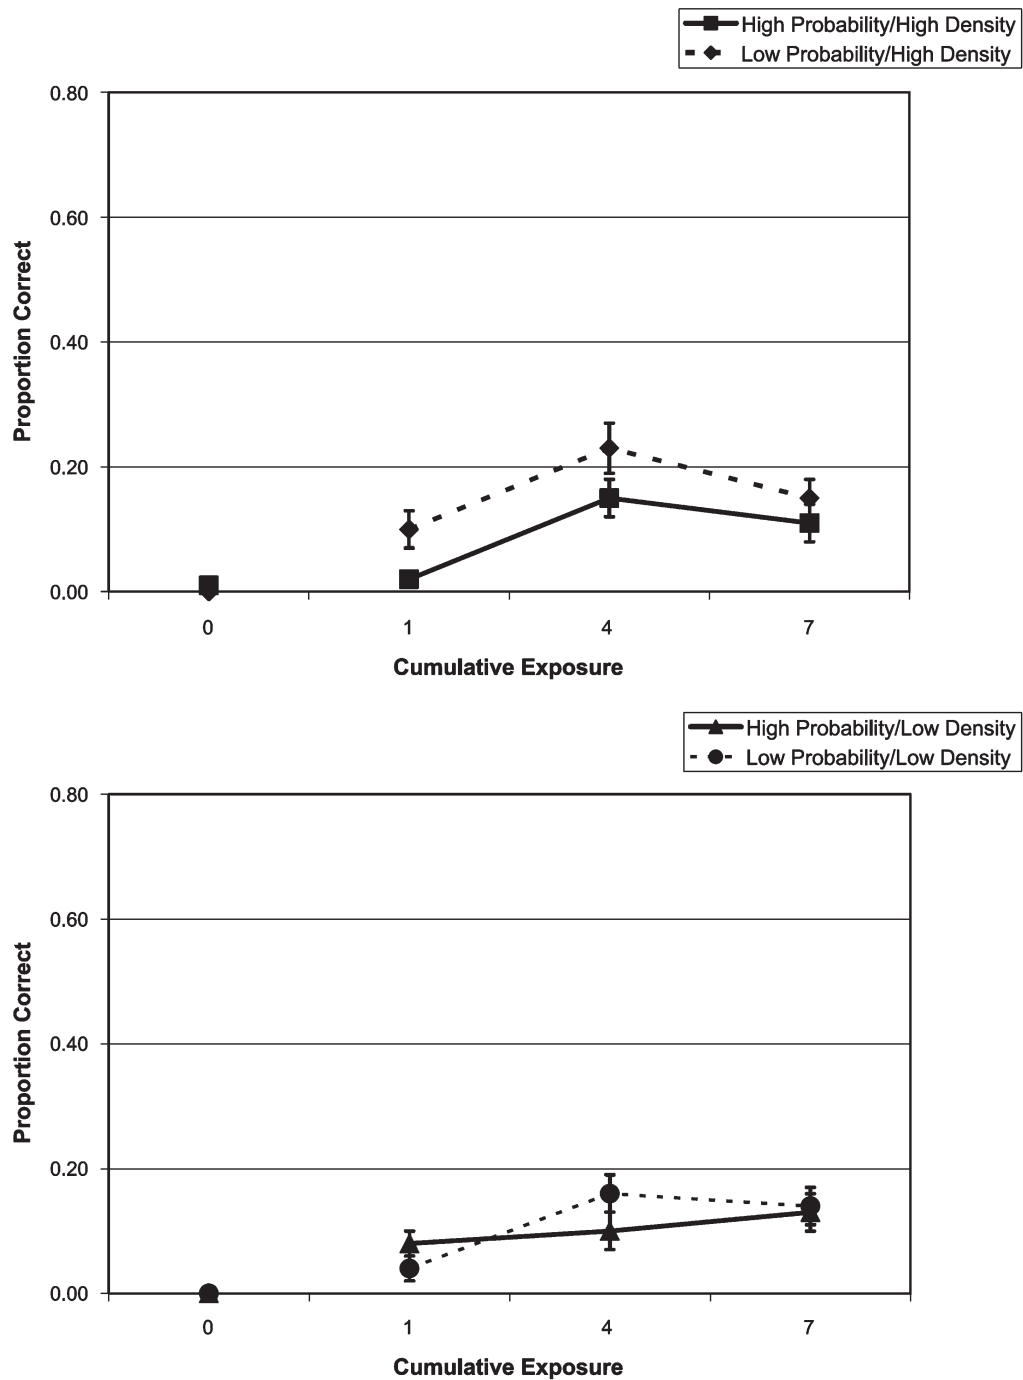 High Probability/High Density
Low Probability/High Density
0.80
0.60
0.40
0.20
0.00
Proportion Correct
0 1 4 7
Cumulative Exposure
High Probability/Low Density
Low Probability/Low Density
0.80
0.60
0.40
0.20
0.00
Proportion Correct
0 1 4 7
Cumulative Exposure